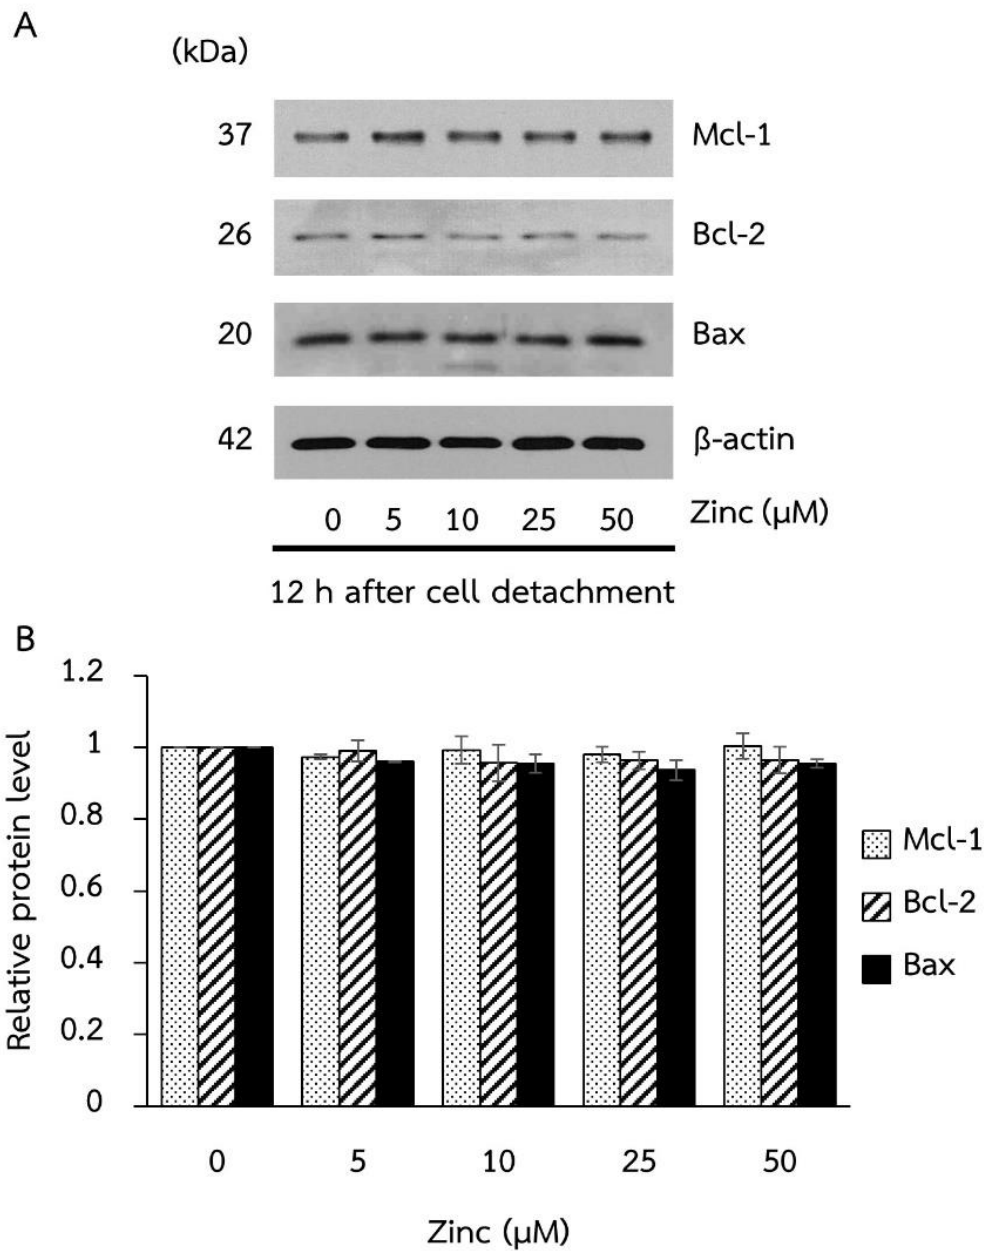 A
(kDa)
37 Mcl-1
26 Bcl-2
20 Bax
42 ß-actin
0 5 10 25 50 Zinc (µM)
12 h after cell detachment
B
Relative protein level
1.2
1
0.8
0.6
0.4
0.2
0
Mcl-1
Bcl-2
Bax
0 5 10 25 50
Zinc (µM)